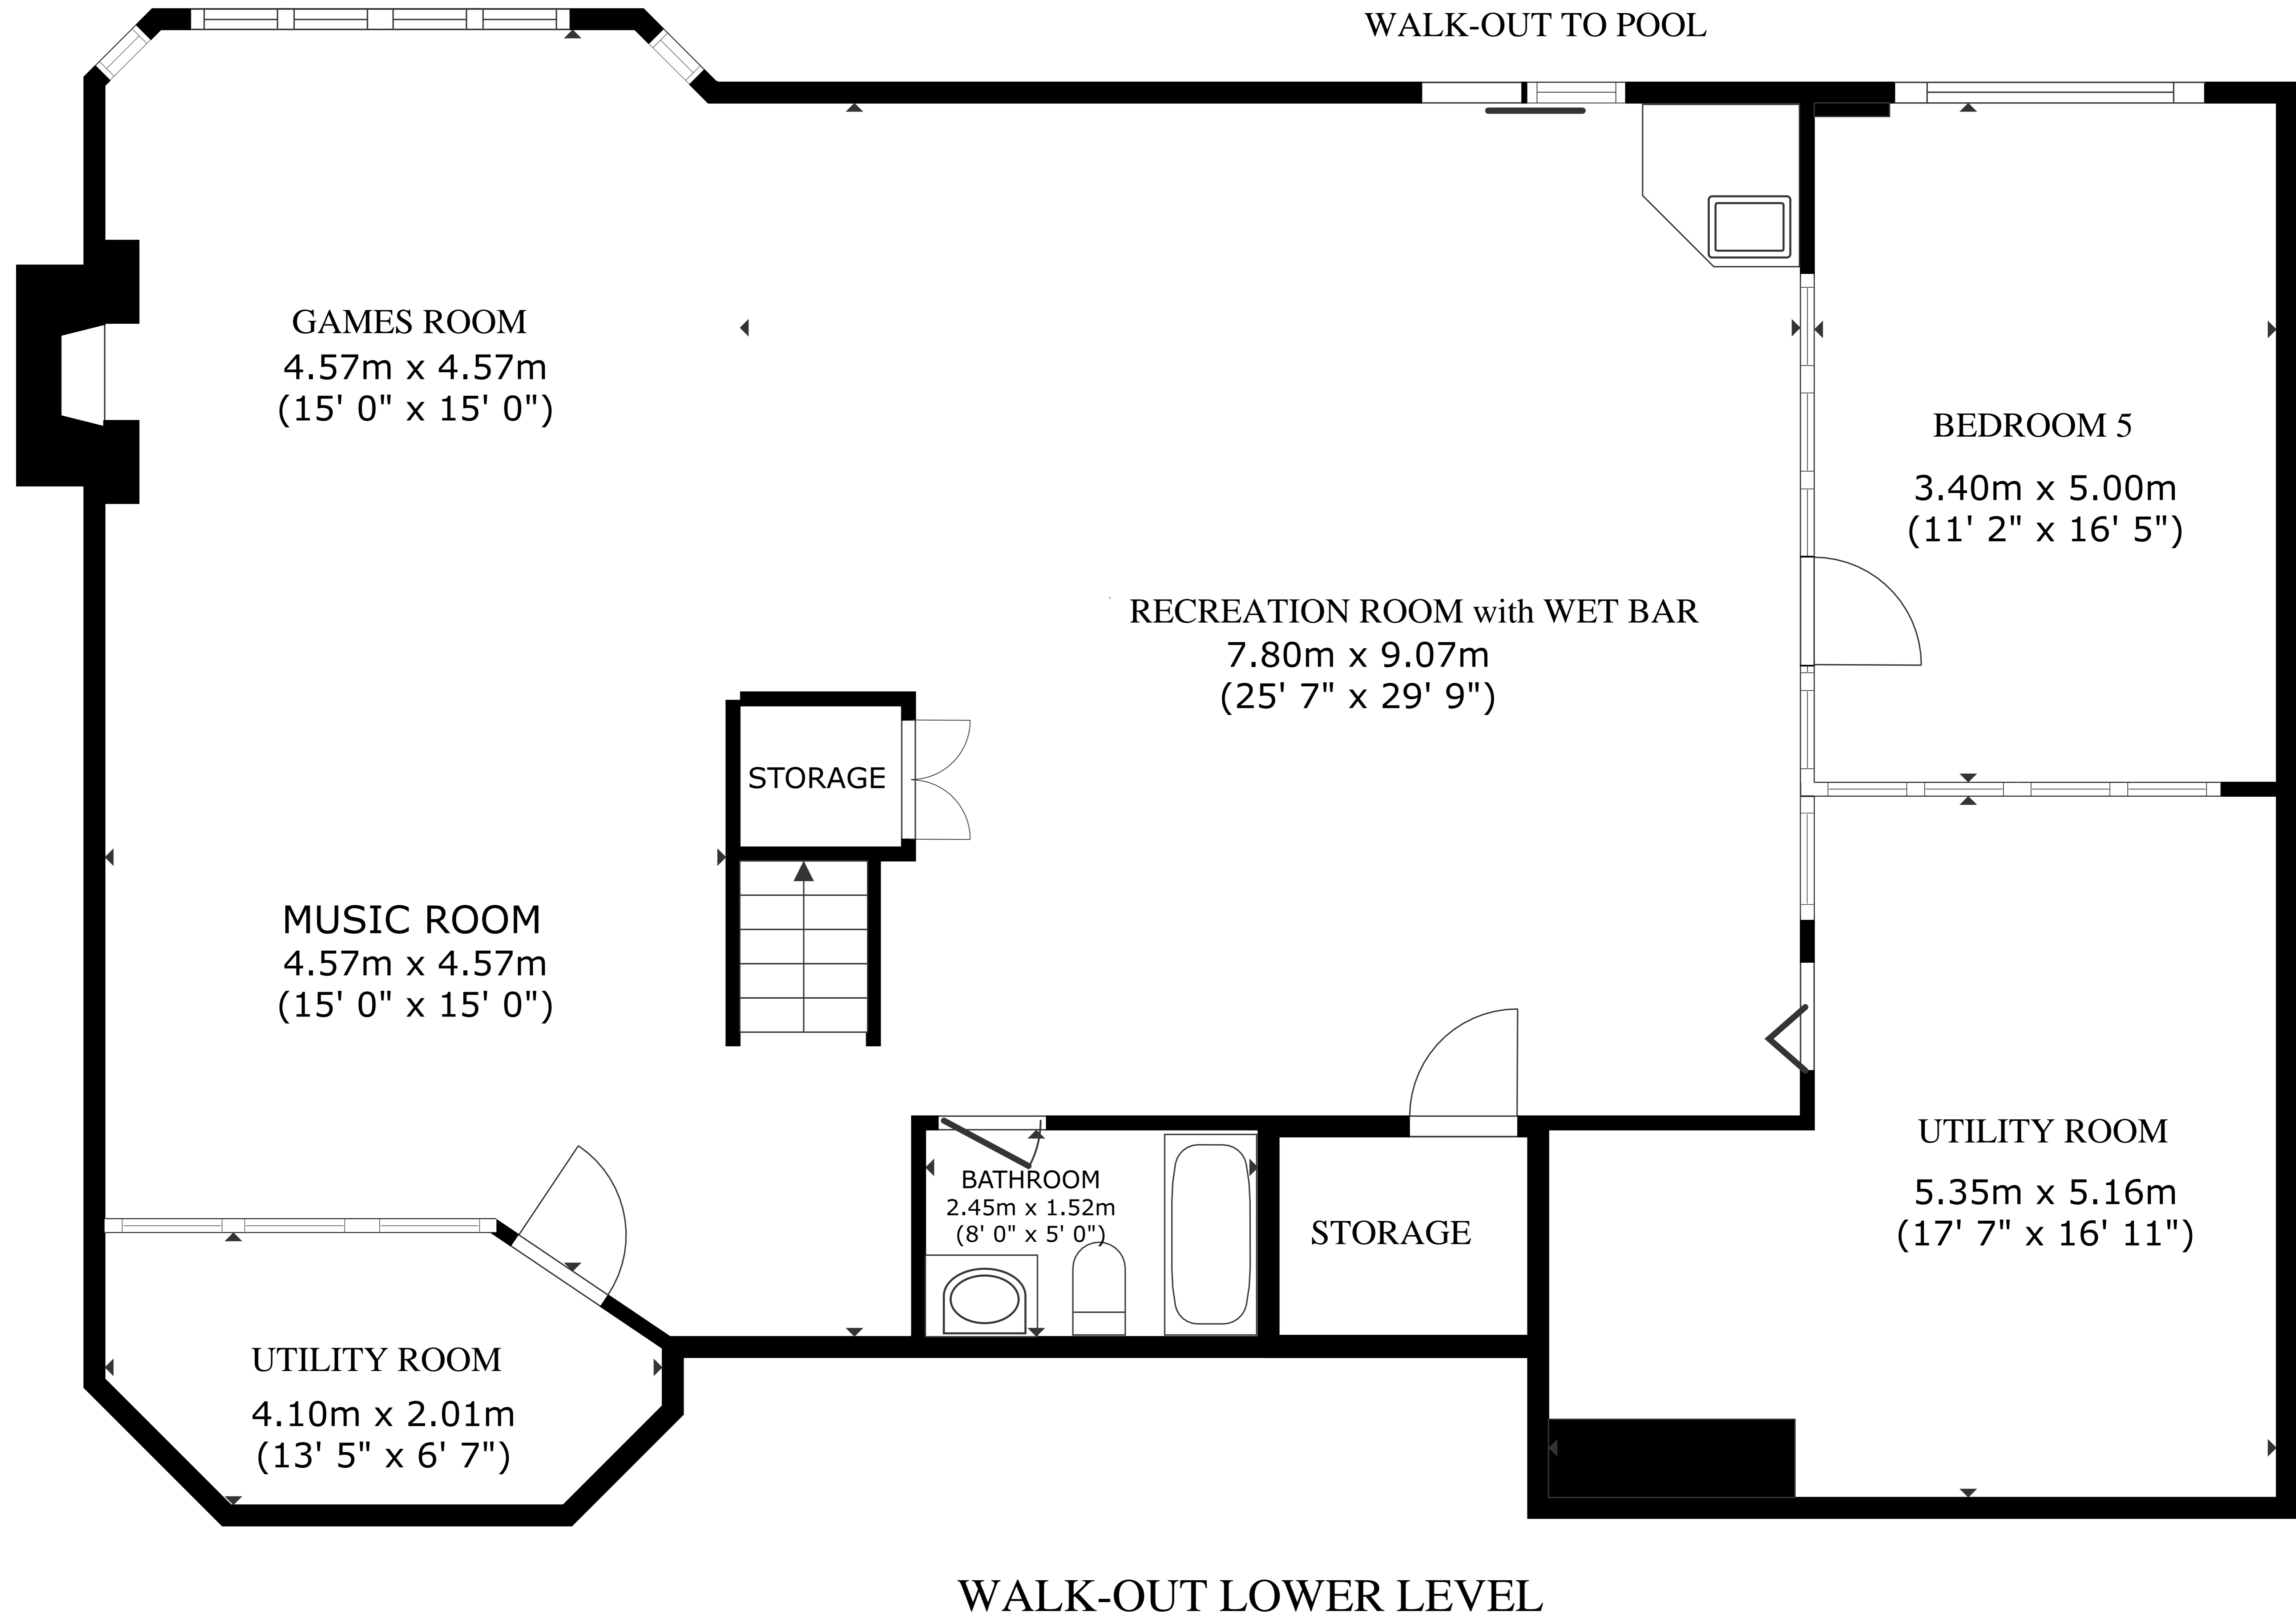 WALK-OUT TO POOL
GAMES ROOM
4.57m x 4.57m
(15' 0" x 15' 0")
BEDROOM 5
3.40m x 5.00m
(11' 2" x 16' 5")
RECREATION ROOM with WET BAR
7.80m x 9.07m
(25' 7" x 29' 9")
STORAGE
MUSIC ROOM
4.57m x 4.57m
(15' 0" x 15' 0")
BATHROOM
2.45m x 1.52m
(8' 0" x 5' 0")
STORAGE
UTILITY ROOM
5.35m x 5.16m
(17' 7" x 16' 11")
UTILITY ROOM
4.10m x 2.01m
(13' 5" x 6' 7")
WALK-OUT LOWER LEVEL